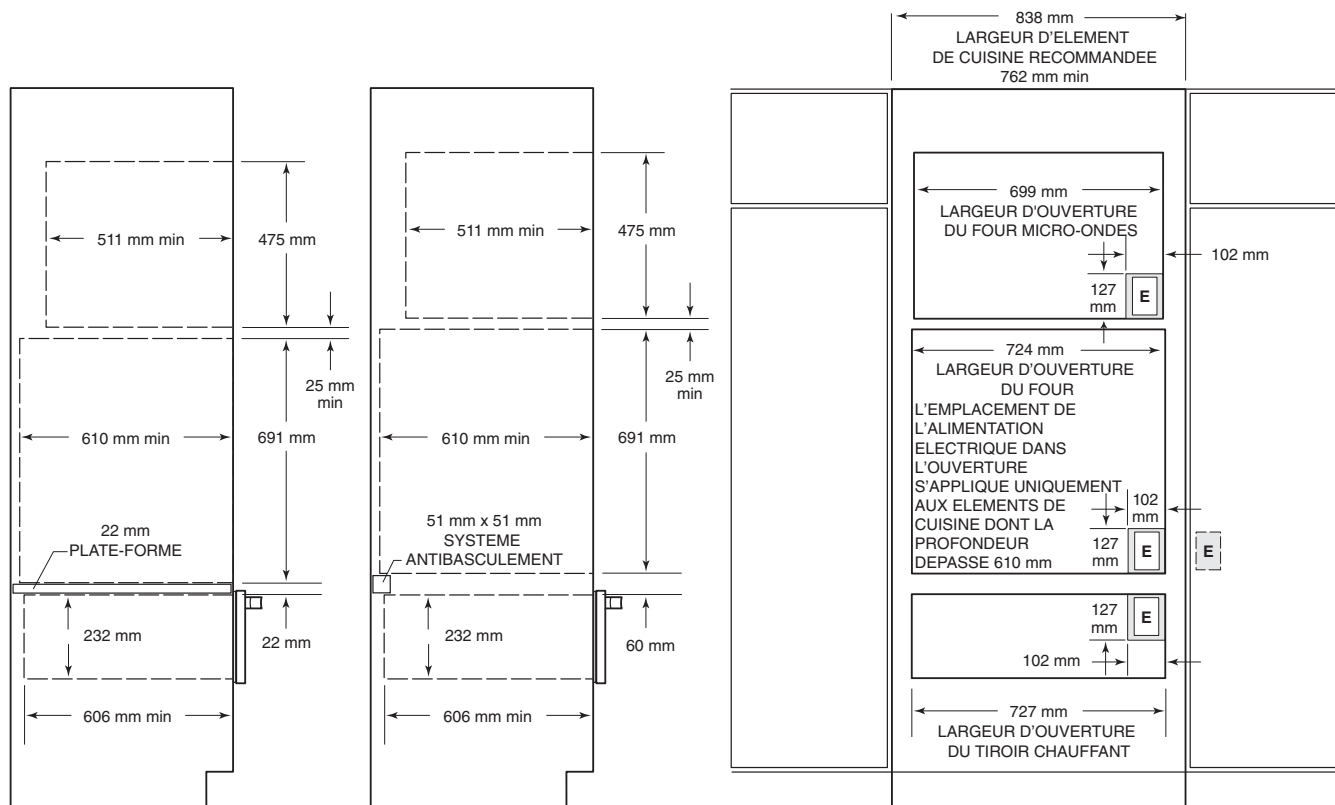 511 mm min
475 mm
25 mm
min
610 mm min
691 mm
22 mm
PLATE-FORME
232 mm
22 mm
606 mm min
511 mm min
475 mm
25 mm
min
610 mm min
691 mm
51 mm x 51 mm
SYSTEME
ANTIBASCULEMENT
232 mm
60 mm
606 mm min
838 mm
LARGEUR D'ELEMENT
DE CUISINE RECOMMANDEE
762 mm min
699 mm
LARGEUR D'OUVERTURE
DU FOUR MICRO-ONDES
102 mm
127
mm
E
724 mm
LARGEUR D'OUVERTURE
DU FOUR
L'EMPLACEMENT DE
L'ALIMENTATION
ELECTRIQUE DANS
L'OUVERTURE
S'APPLIQUE UNIQUEMENT
AUX ELEMENTS DE
CUISINE DONT LA
PROFONDEUR
DEPASSE 610 mm
102
mm
127
mm
E
E
127
mm
E
102 mm
727 mm
LARGEUR D'OUVERTURE
DU TIROIR CHAUFFANT